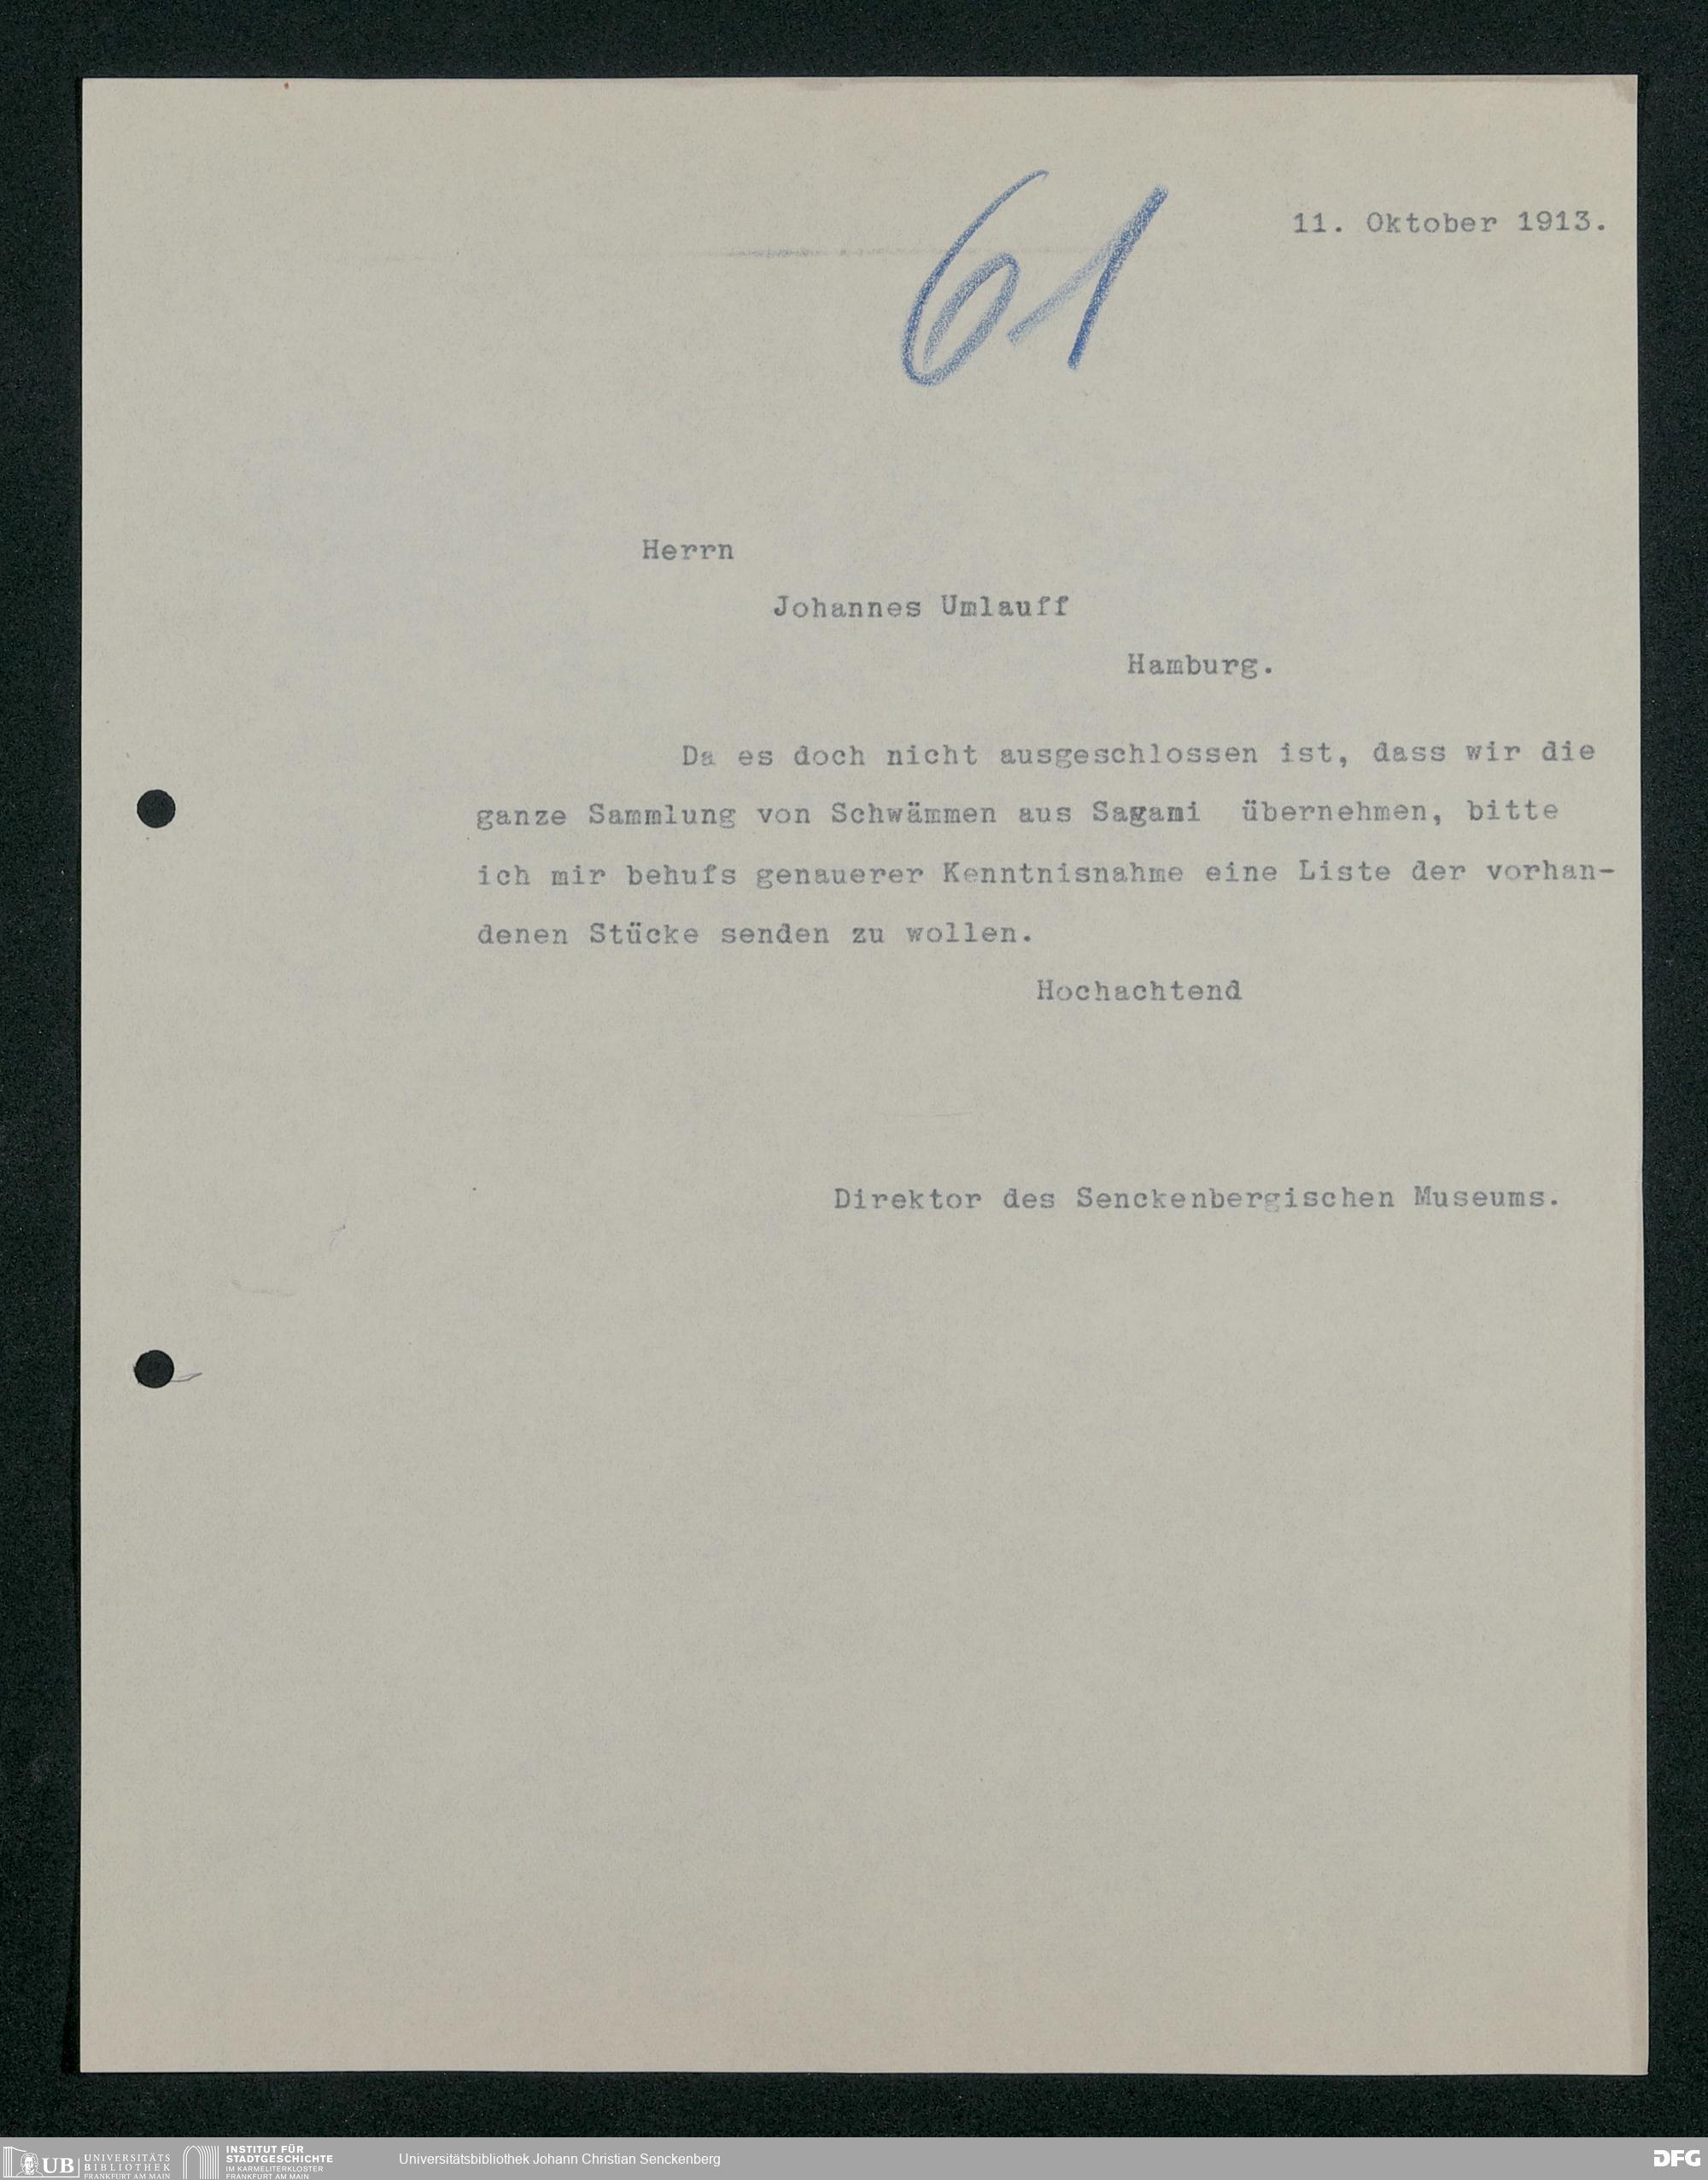 61
11. Oktober 1913.
Herrn
Johannes Umlauff
Hamburg.
Da es doch nicht ausgeschlossen ist, dass wir die
ganze Sammlung von Schwämmen aus Sagami übernehmen, bitte
ich mir behufs genauerer Kenntnisnahme eine Liste der vorhan-
denen Stücke senden zu wollen.
Hochachtend
Direktor des Senckenbergischen Museums.
UB UNIVERSITÄTS
BIBLIOTHEK
FRANKFURT AM MAIN
INSTITUT FÜR
STADTGESCHICHTE
IM KARMELITERKLOSTER
FRANKFURT AM MAIN
Universitätsbibliothek Johann Christian Senckenberg
DFG